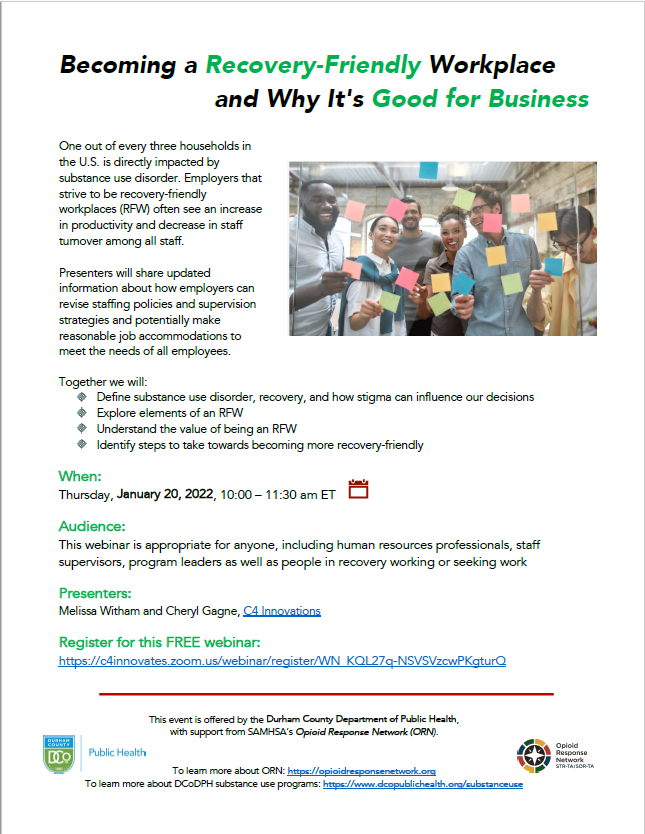 Becoming a Recovery-Friendly Workplace
and Why It's Good for Business
One out of every three households in
the U.S. is directly impacted by
substance use disorder. Employers that
strive to be recovery-friendly
workplaces (RFW) often see an increase
in productivity and decrease in staff
turnover among all staff.
Presenters will share updated
information about how employers can
revise staffing policies and supervision
strategies and potentially make
reasonable job accommodations to
meet the needs of all employees.
Together we will:
Define substance use disorder, recovery, and how stigma can influence our decisions
Explore elements of an RFW
Understand the value of being an RFW
Identify steps to take towards becoming more recovery-friendly
When:
Thursday, January 20, 2022, 10:00 – 11:30 am ET
Audience:
This webinar is appropriate for anyone, including human resources professionals, staff
supervisors, program leaders as well as people in recovery working or seeking work
Presenters:
Melissa Witham and Cheryl Gagne, C4 Innovations
Register for this FREE webinar:
https://c4innovates.zoom.us/webinar/register/WN_KQL27q-NSVSVzcwPKgturQ
This event is offered by the Durham County Department of Public Health,
with support from SAMHSA's Opioid Response Network (ORN).
DURHAM
COUNTY
DCO
1881
Public Health
Opioid
Response
Network
STR-TA/SOR-TA
To learn more about ORN: https://opioidresponsenetwork.org
To learn more about DCoDPH substance use programs: https://www.dcopublichealth.org/substanceuse